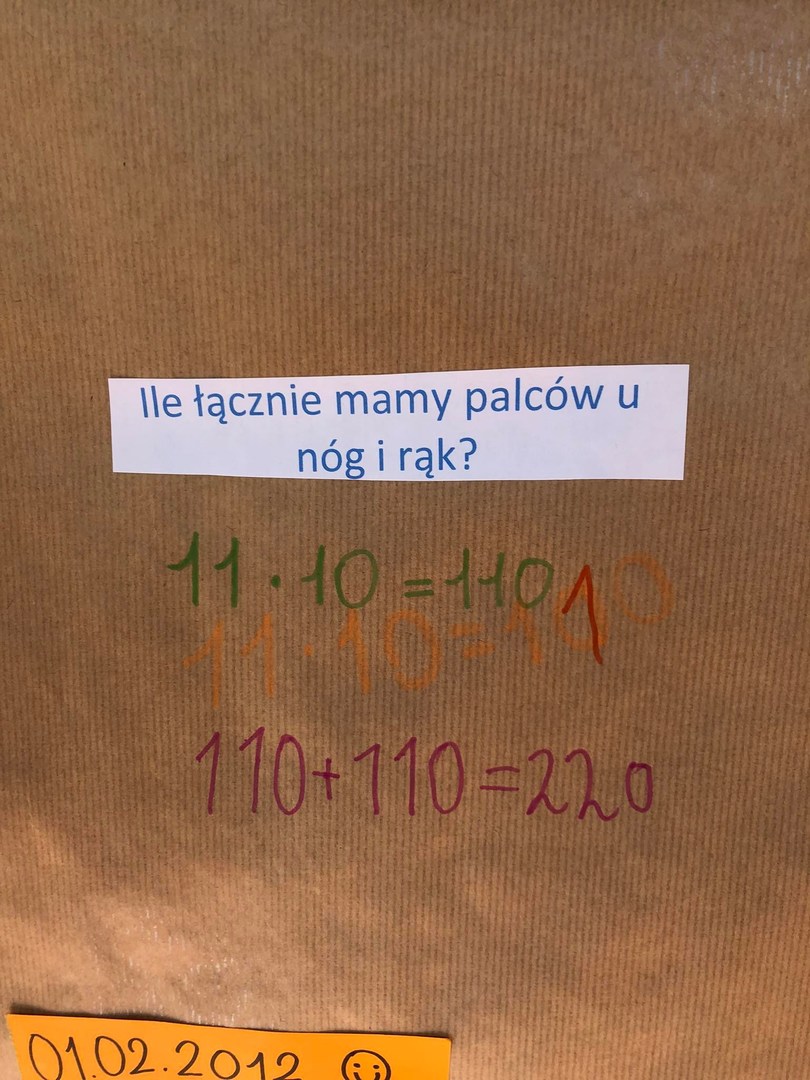 Ile łącznie mamy palców u
nóg i rąk?
11·10=110
11·10=110
110+110=220
01.02.2012